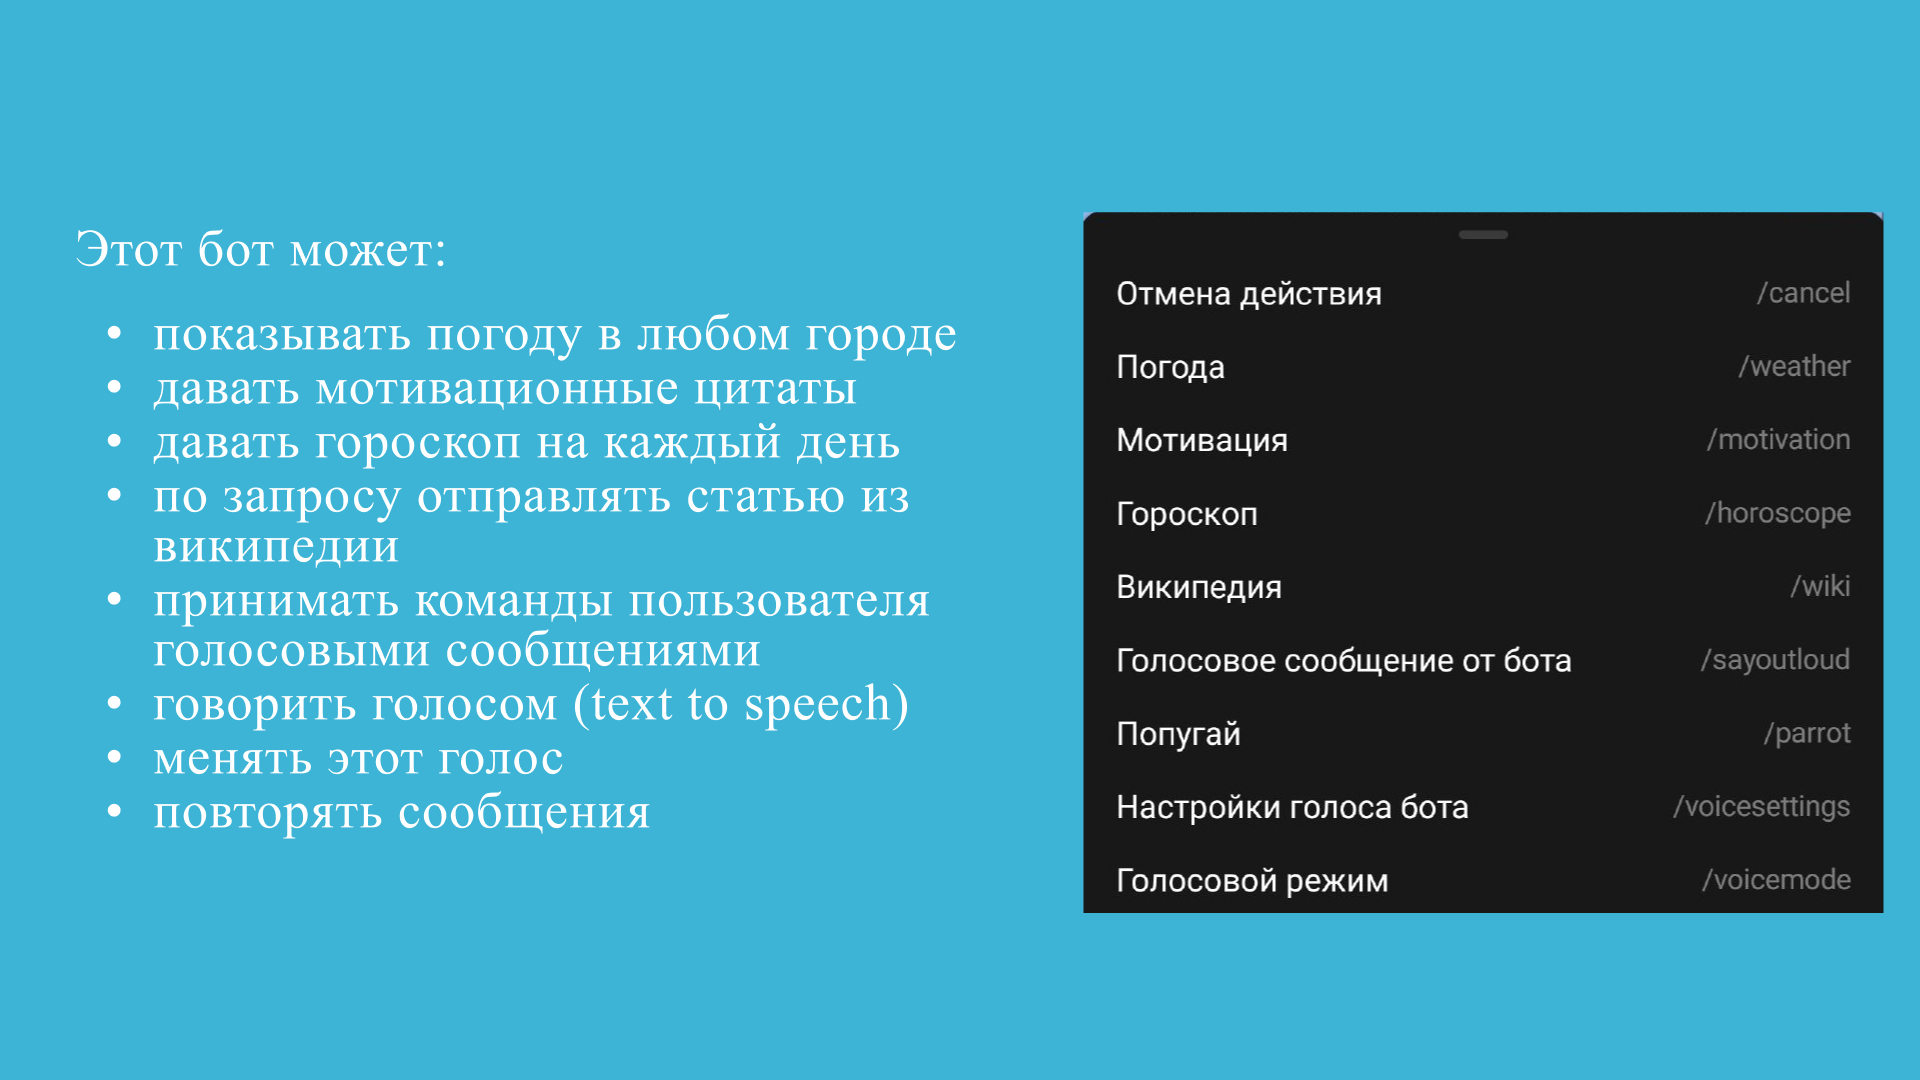 Этот бот может:
• показывать погоду в любом городе
• давать мотивационные цитаты
• давать гороскоп на каждый день
• по запросу отправлять статью из
википедии
• принимать команды пользователя
голосовыми сообщениями
• говорить голосом (text to speech)
• менять этот голос
• повторять сообщения
Отмена действия /cancel
Погода /weather
Мотивация /motivation
Гороскоп /horoscope
Википедия /wiki
Голосовое сообщение от бота /sayoutloud
Попугай /parrot
Настройки голоса бота /voicesettings
Голосовой режим /voicemode